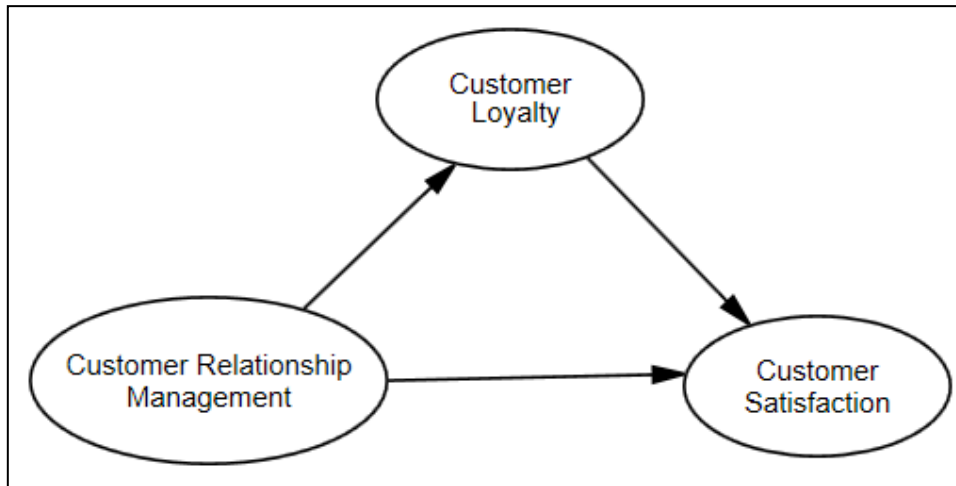 Customer
Loyalty
Customer Relationship
Management
Customer
Satisfaction